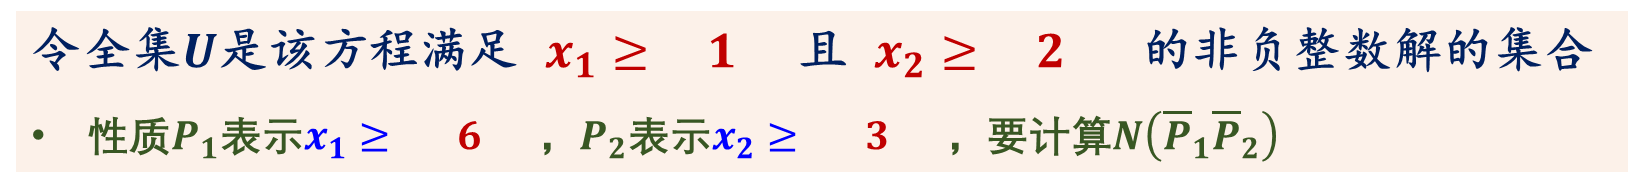 令全集U是该方程满足 x₁ ≥ 1 且 x₂ ≥ 2 的非负整数解的集合
• 性质P₁表示x₁ ≥ 6 ，P₂表示x₂ ≥ 3 ，要计算N(P̅₁P̅₂)